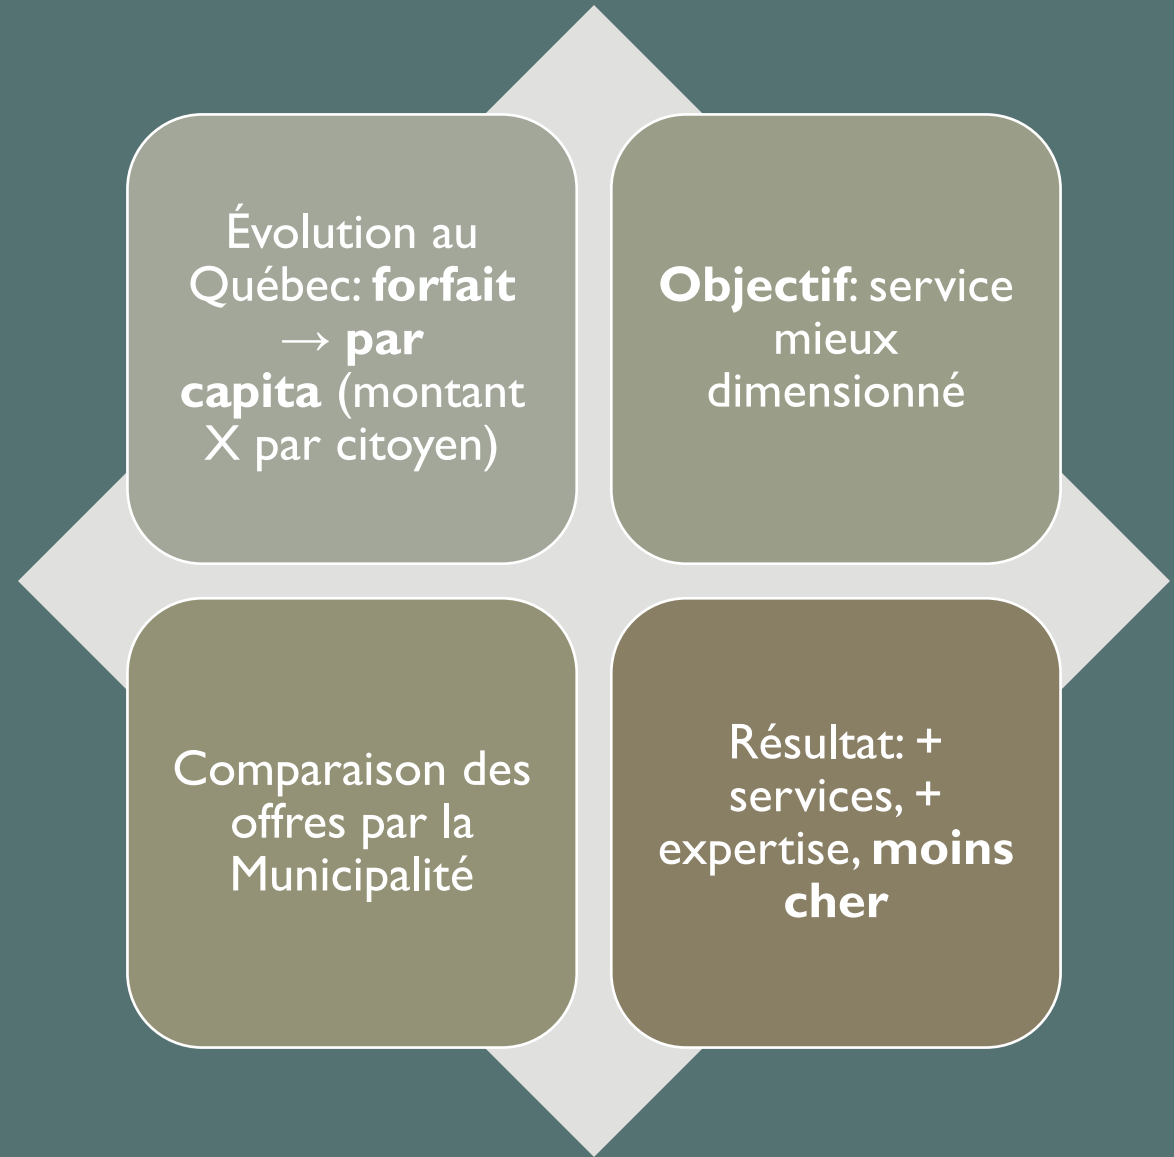 Évolution au
Québec: forfait
→ par
capita (montant
X par citoyen)
Objectif: service
mieux
dimensionné
Comparaison des
offres par la
Municipalité
Résultat: +
services, +
expertise, moins
cher